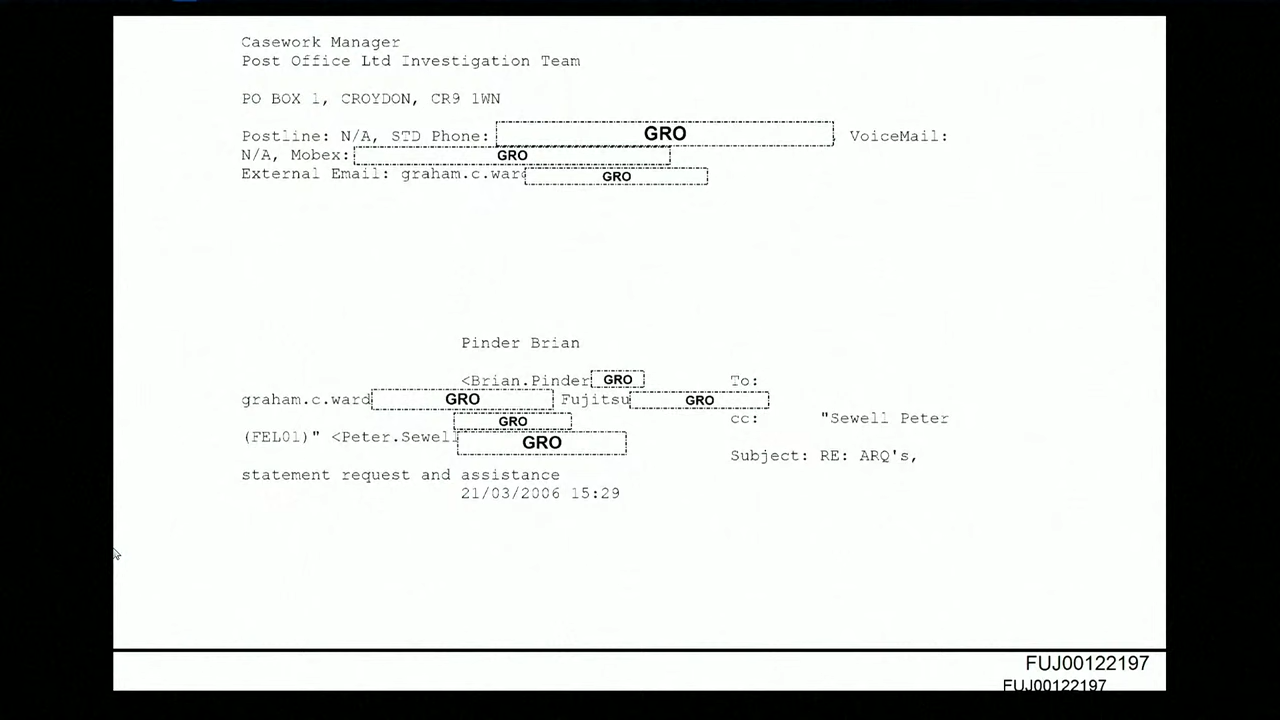 Casework Manager
Post Office Ltd Investigation Team
PO BOX 1, CROYDON, CR9 1WN
Postline: N/A, STD Phone: GRO, VoiceMail:
N/A, Mobex: GRO
External Email: graham.c.ward GRO
Pinder Brian
<Brian.Pinder GRO To:
graham.c.ward GRO Fujitsu GRO
GRO cc: "Sewell Peter
(FEL01)" <Peter.Sewell GRO
Subject: RE: ARQ's,
statement request and assistance
21/03/2006 15:29
FUJ00122197
FUJ00122197